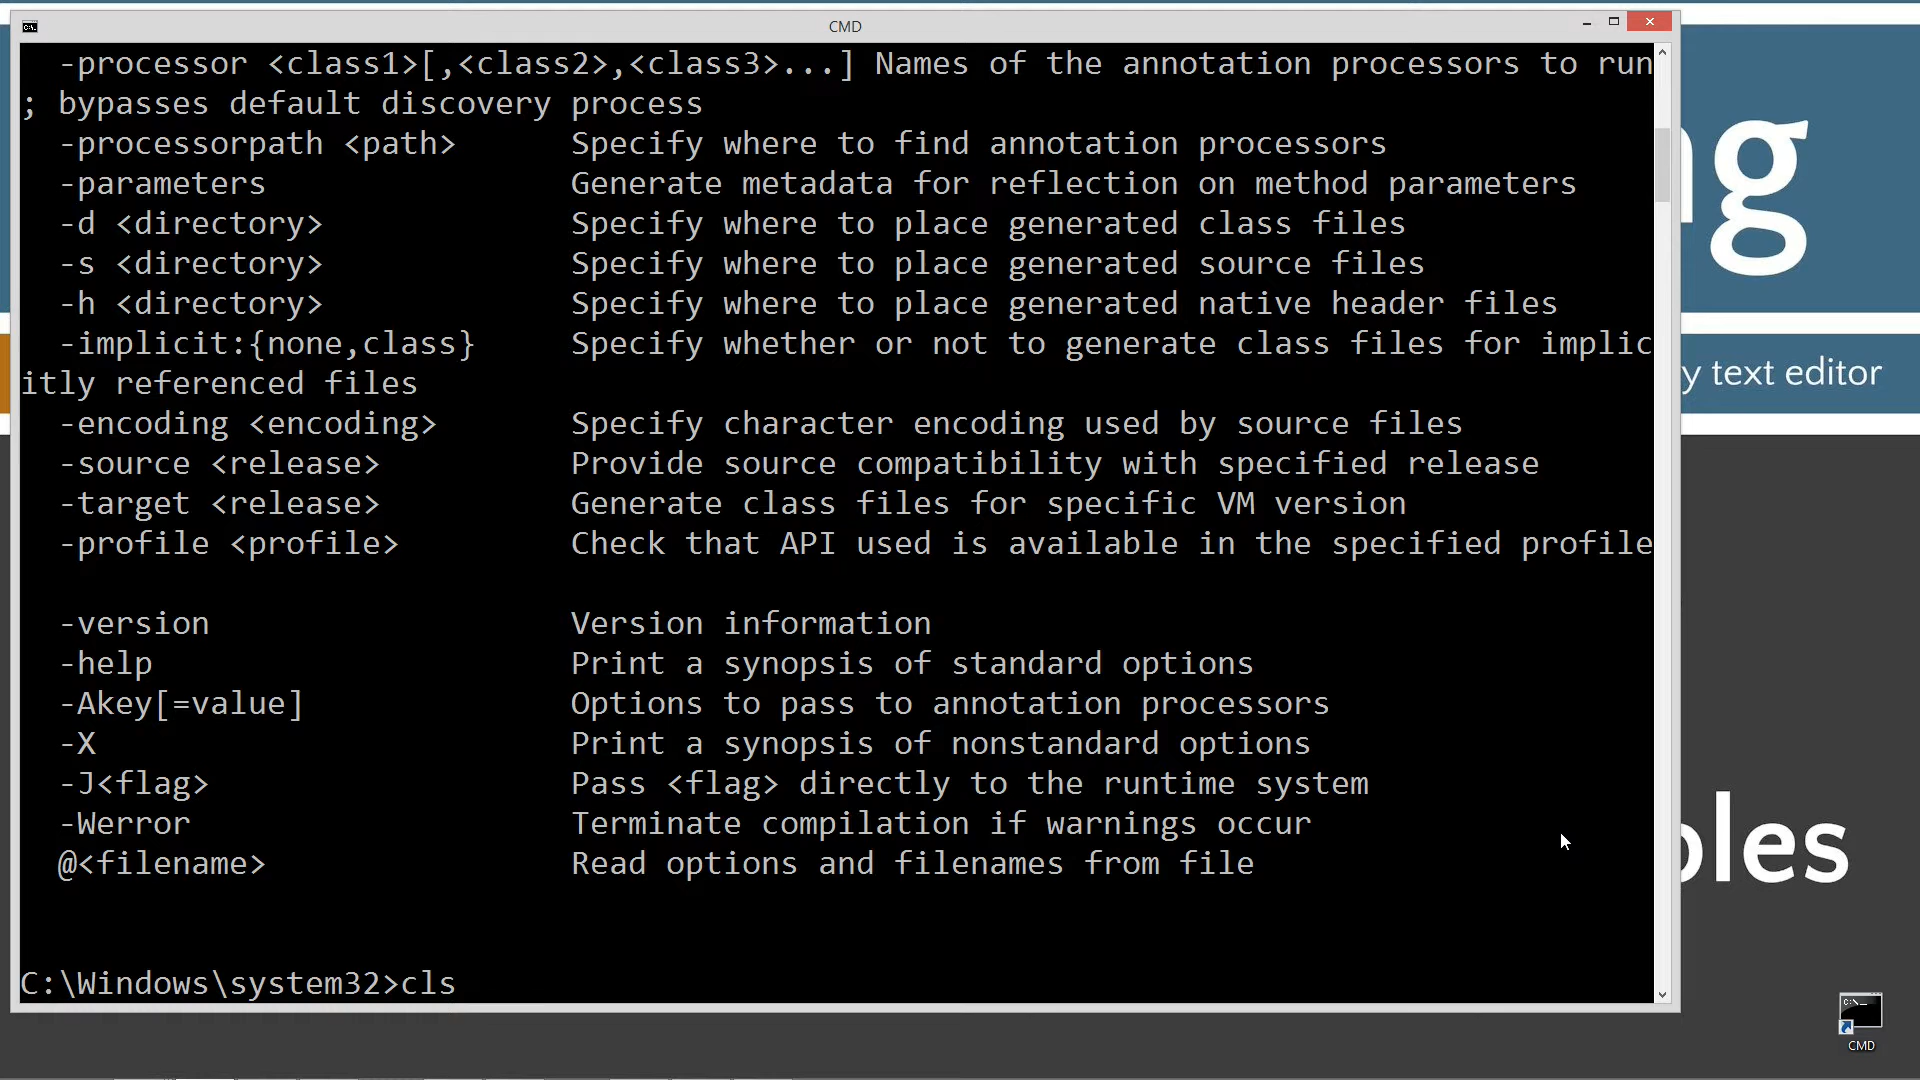 CMD
-processor <class1>[,<class2>,<class3>...] Names of the annotation processors to run
; bypasses default discovery process
-processorpath <path> Specify where to find annotation processors
-parameters Generate metadata for reflection on method parameters
-d <directory> Specify where to place generated class files
-s <directory> Specify where to place generated source files
-h <directory> Specify where to place generated native header files
-implicit:{none,class} Specify whether or not to generate class files for implic
itly referenced files
-encoding <encoding> Specify character encoding used by source files
-source <release> Provide source compatibility with specified release
-target <release> Generate class files for specific VM version
-profile <profile> Check that API used is available in the specified profile
-version Version information
-help Print a synopsis of standard options
-Akey[=value] Options to pass to annotation processors
-X Print a synopsis of nonstandard options
-J<flag> Pass <flag> directly to the runtime system
-Werror Terminate compilation if warnings occur
@<filename> Read options and filenames from file
C:\Windows\system32>cls
g
y text editor
les
C:\_
CMD